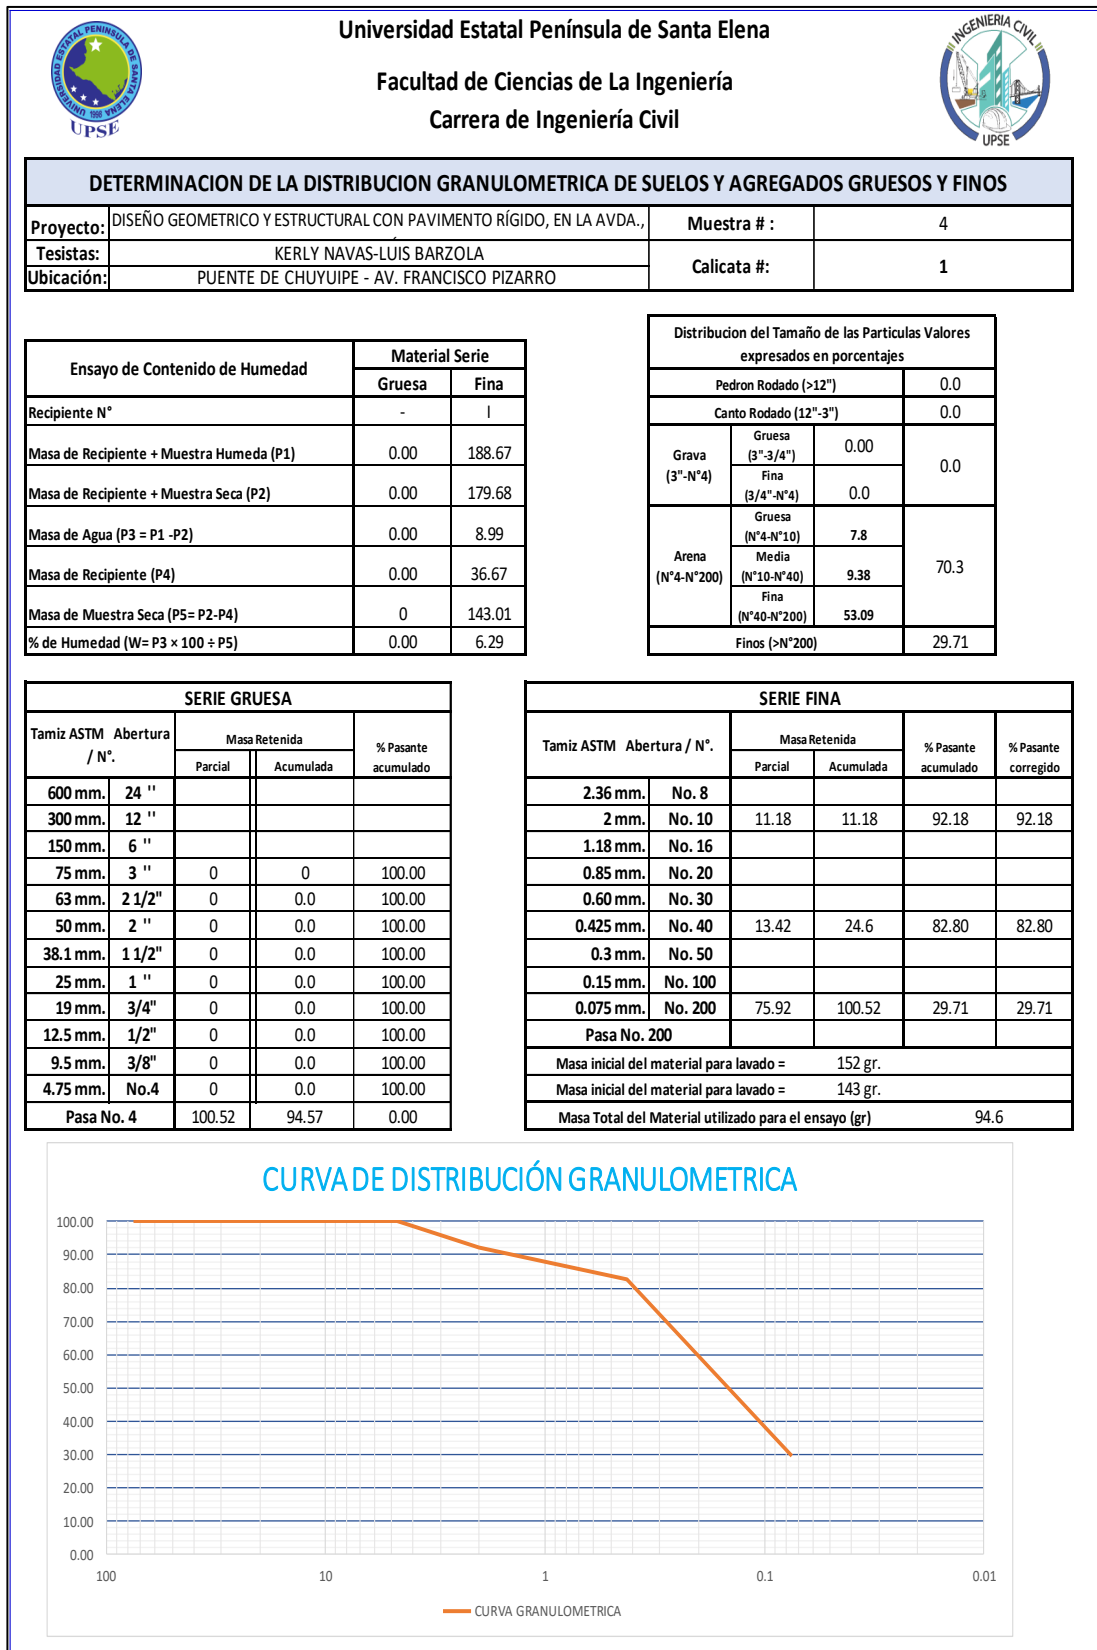 Universidad Estatal Península de Santa Elena
Facultad de Ciencias de La Ingeniería
Carrera de Ingeniería Civil
UNIVERSIDAD ESTATAL PENINSULA DE SANTA ELENA
1998
UPSE
INGENIERIA CIVIL
UPSE
DETERMINACION DE LA DISTRIBUCION GRANULOMETRICA DE SUELOS Y AGREGADOS GRUESOS Y FINOS
Proyecto: DISEÑO GEOMETRICO Y ESTRUCTURAL CON PAVIMENTO RÍGIDO, EN LA AVDA., Muestra # : 4
Tesistas: KERLY NAVAS-LUIS BARZOLA
Calicata #: 1
Ubicación: PUENTE DE CHUYUIPE - AV. FRANCISCO PIZARRO
Ensayo de Contenido de Humedad Material Serie
Gruesa Fina
Recipiente N° - I
Masa de Recipiente + Muestra Humeda (P1) 0.00 188.67
Masa de Recipiente + Muestra Seca (P2) 0.00 179.68
Masa de Agua (P3 = P1 -P2) 0.00 8.99
Masa de Recipiente (P4) 0.00 36.67
Masa de Muestra Seca (P5= P2-P4) 0 143.01
% de Humedad (W= P3 × 100 ÷ P5) 0.00 6.29
Distribucion del Tamaño de las Particulas Valores
expresados en porcentajes
Pedron Rodado (>12") 0.0
Canto Rodado (12"-3") 0.0
Grava
(3"-N°4)
Gruesa
(3"-3/4") 0.00
Fina
(3/4"-N°4) 0.0
0.0
Arena
(N°4-N°200)
Gruesa
(N°4-N°10) 7.8
Media
(N°10-N°40) 9.38
Fina
(N°40-N°200) 53.09
70.3
Finos (>N°200) 29.71
SERIE GRUESA
Tamiz ASTM Abertura
/ N°.
Masa Retenida
Parcial Acumulada
% Pasante
acumulado
600 mm. 24 ''
300 mm. 12 ''
150 mm. 6 ''
75 mm. 3 '' 0 0 100.00
63 mm. 2 1/2" 0 0.0 100.00
50 mm. 2 '' 0 0.0 100.00
38.1 mm. 1 1/2" 0 0.0 100.00
25 mm. 1 '' 0 0.0 100.00
19 mm. 3/4" 0 0.0 100.00
12.5 mm. 1/2" 0 0.0 100.00
9.5 mm. 3/8" 0 0.0 100.00
4.75 mm. No.4 0 0.0 100.00
Pasa No. 4 100.52 94.57 0.00
SERIE FINA
Tamiz ASTM Abertura / N°.
Masa Retenida
Parcial Acumulada
% Pasante
acumulado
% Pasante
corregido
2.36 mm. No. 8
2 mm. No. 10 11.18 11.18 92.18 92.18
1.18 mm. No. 16
0.85 mm. No. 20
0.60 mm. No. 30
0.425 mm. No. 40 13.42 24.6 82.80 82.80
0.3 mm. No. 50
0.15 mm. No. 100
0.075 mm. No. 200 75.92 100.52 29.71 29.71
Pasa No. 200
Masa inicial del material para lavado = 152 gr.
Masa inicial del material para lavado = 143 gr.
Masa Total del Material utilizado para el ensayo (gr) 94.6
CURVA DE DISTRIBUCIÓN GRANULOMETRICA
100.00
90.00
80.00
70.00
60.00
50.00
40.00
30.00
20.00
10.00
0.00
100 10 1 0.1 0.01
CURVA GRANULOMETRICA